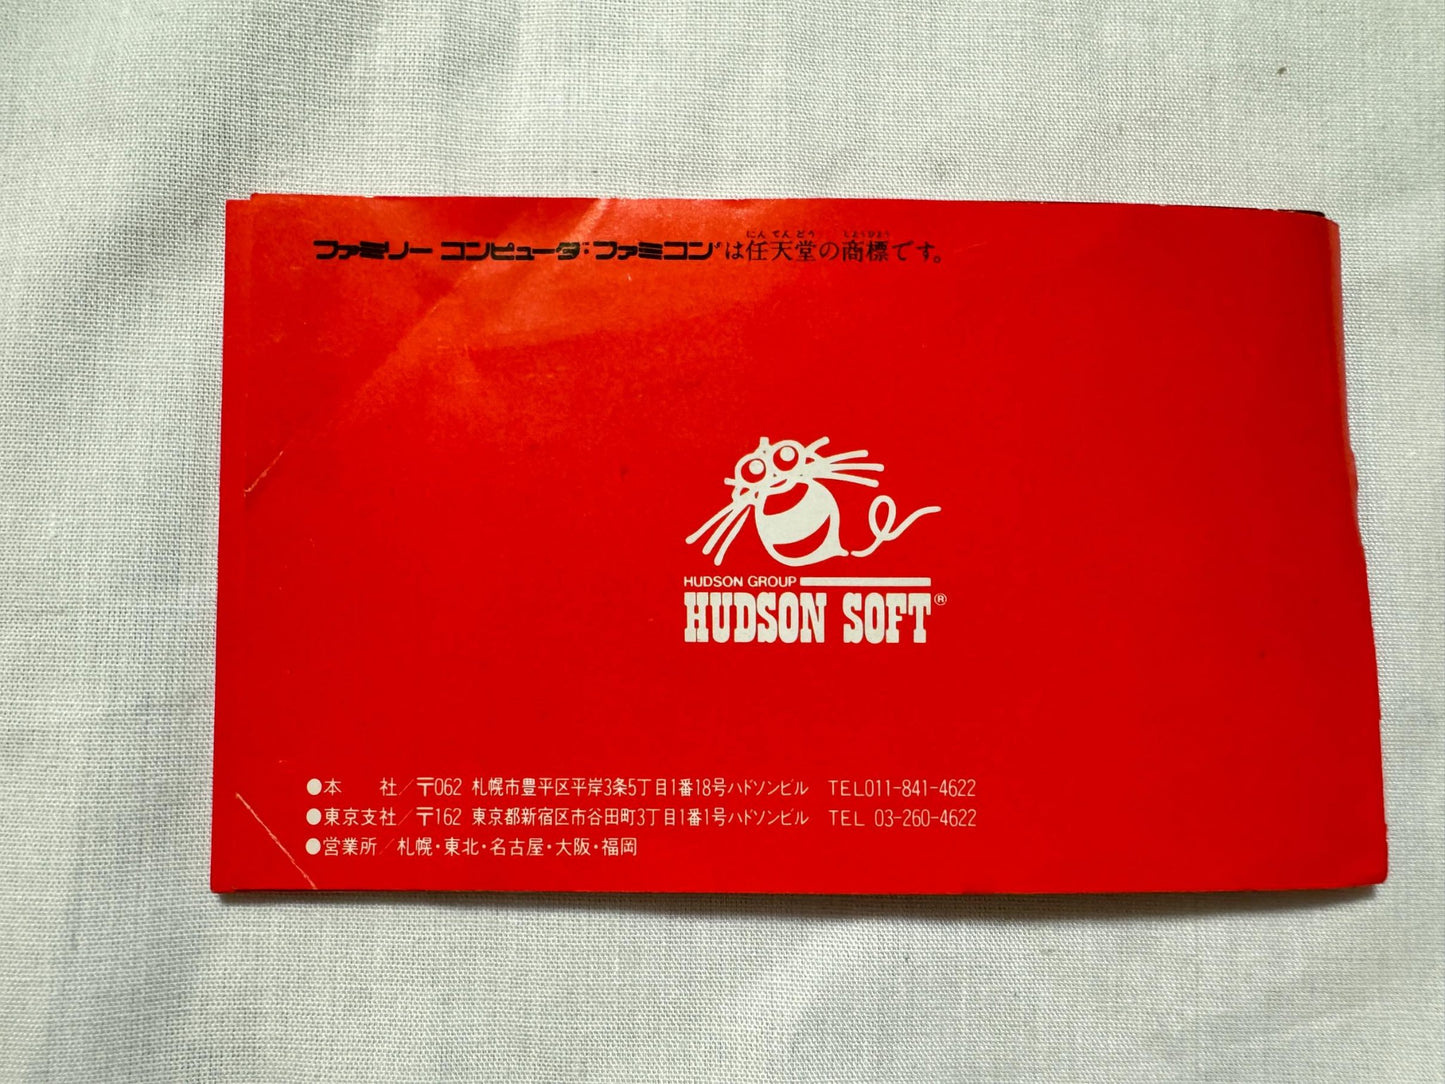 ファミリー コンピュータ・ファミコンは任天堂の商標です。
HUDSON GROUP
HUDSON SOFT®
●本　社／〒062 札幌市豊平区平岸3条5丁目1番18号ハドソンビル TEL011-841-4622
●東京支社／〒162 東京都新宿区市谷田町3丁目1番1号ハドソンビル TEL 03-260-4622
●営業所／札幌・東北・名古屋・大阪・福岡